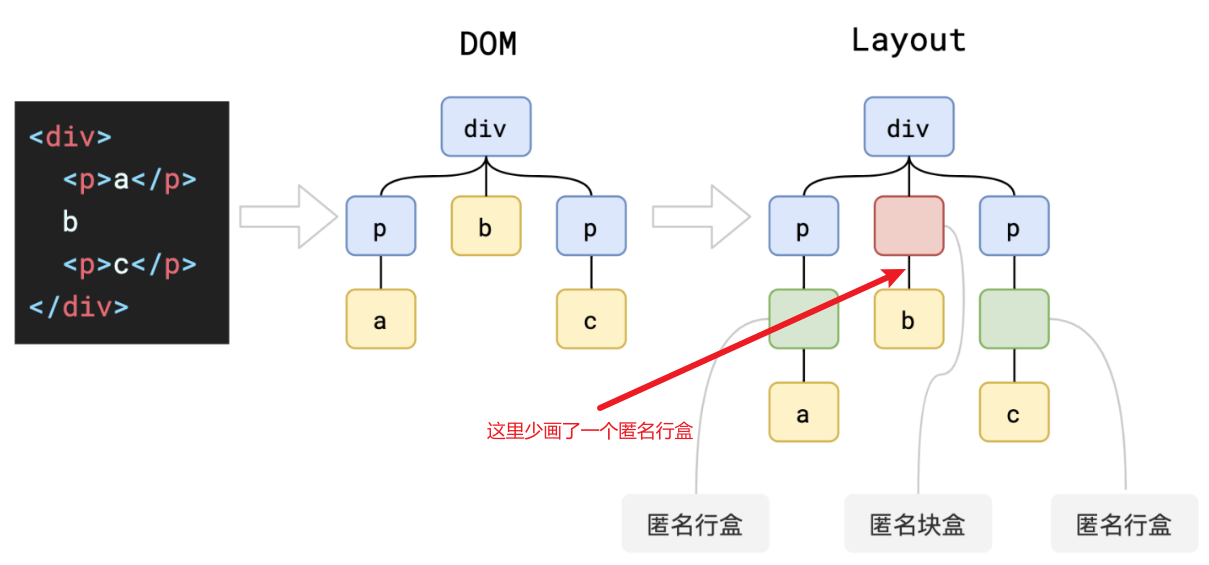 DOM
Layout
<div>
<p>a</p>
b
<p>c</p>
</div>
div
p
b
p
a
c
div
p
p
b
a
c
这里少画了一个匿名行盒
匿名行盒
匿名块盒
匿名行盒